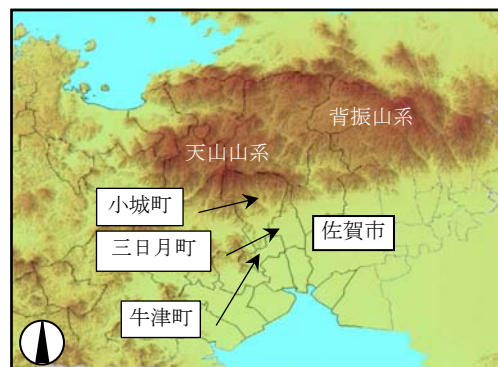 背振山系
天山山系
小城町
佐賀市
三日月町
牛津町